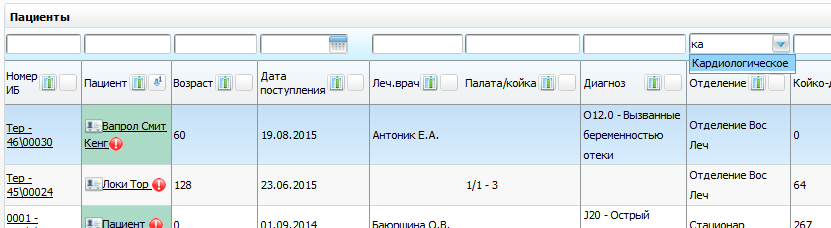 Пациенты
ка
Кардиологическое
Номер ИБ
Пациент
Возраст
Дата поступления
Леч.врач
Палата/койка
Диагноз
Отделение
Койко-д
Тер - 46\00030
Вапрол Смит Кенг
60
19.08.2015
Антоник Е.А.
O12.0 - Вызванные беременностью отеки
Отделение Вос Леч
0
Тер - 45\00024
Локи Тор
128
23.06.2015
1/1 - 3
Отделение Вос Леч
64
0001 -
Пациент
0
01.09.2014
Баюршина О.В.
J20 - Острый
Стационар
267